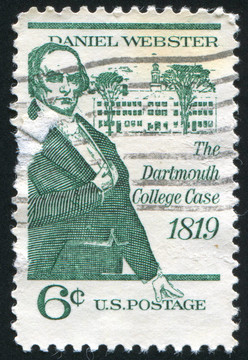 DANIEL WEBSTER
The
Dartmouth
College Case
1819
6¢ U.S. POSTAGE